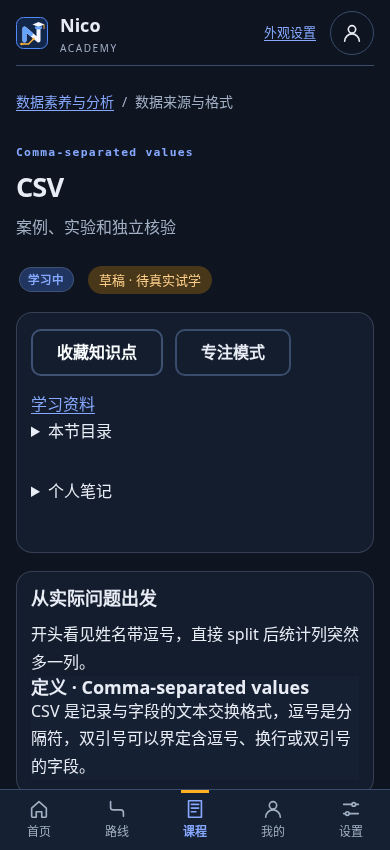 Nico
ACADEMY
外观设置
数据素养与分析 / 数据来源与格式
Comma-separated values
CSV
案例、实验和独立核验
学习中
草稿 · 待真实试学
收藏知识点
专注模式
学习资料
本节目录
个人笔记
从实际问题出发
开头看见姓名带逗号，直接 split 后统计列突然
多一列。
定义 · Comma-separated values
CSV 是记录与字段的文本交换格式，逗号是分
隔符，双引号可以界定含逗号、换行或双引号
的字段。
首页
路线
课程
我的
设置